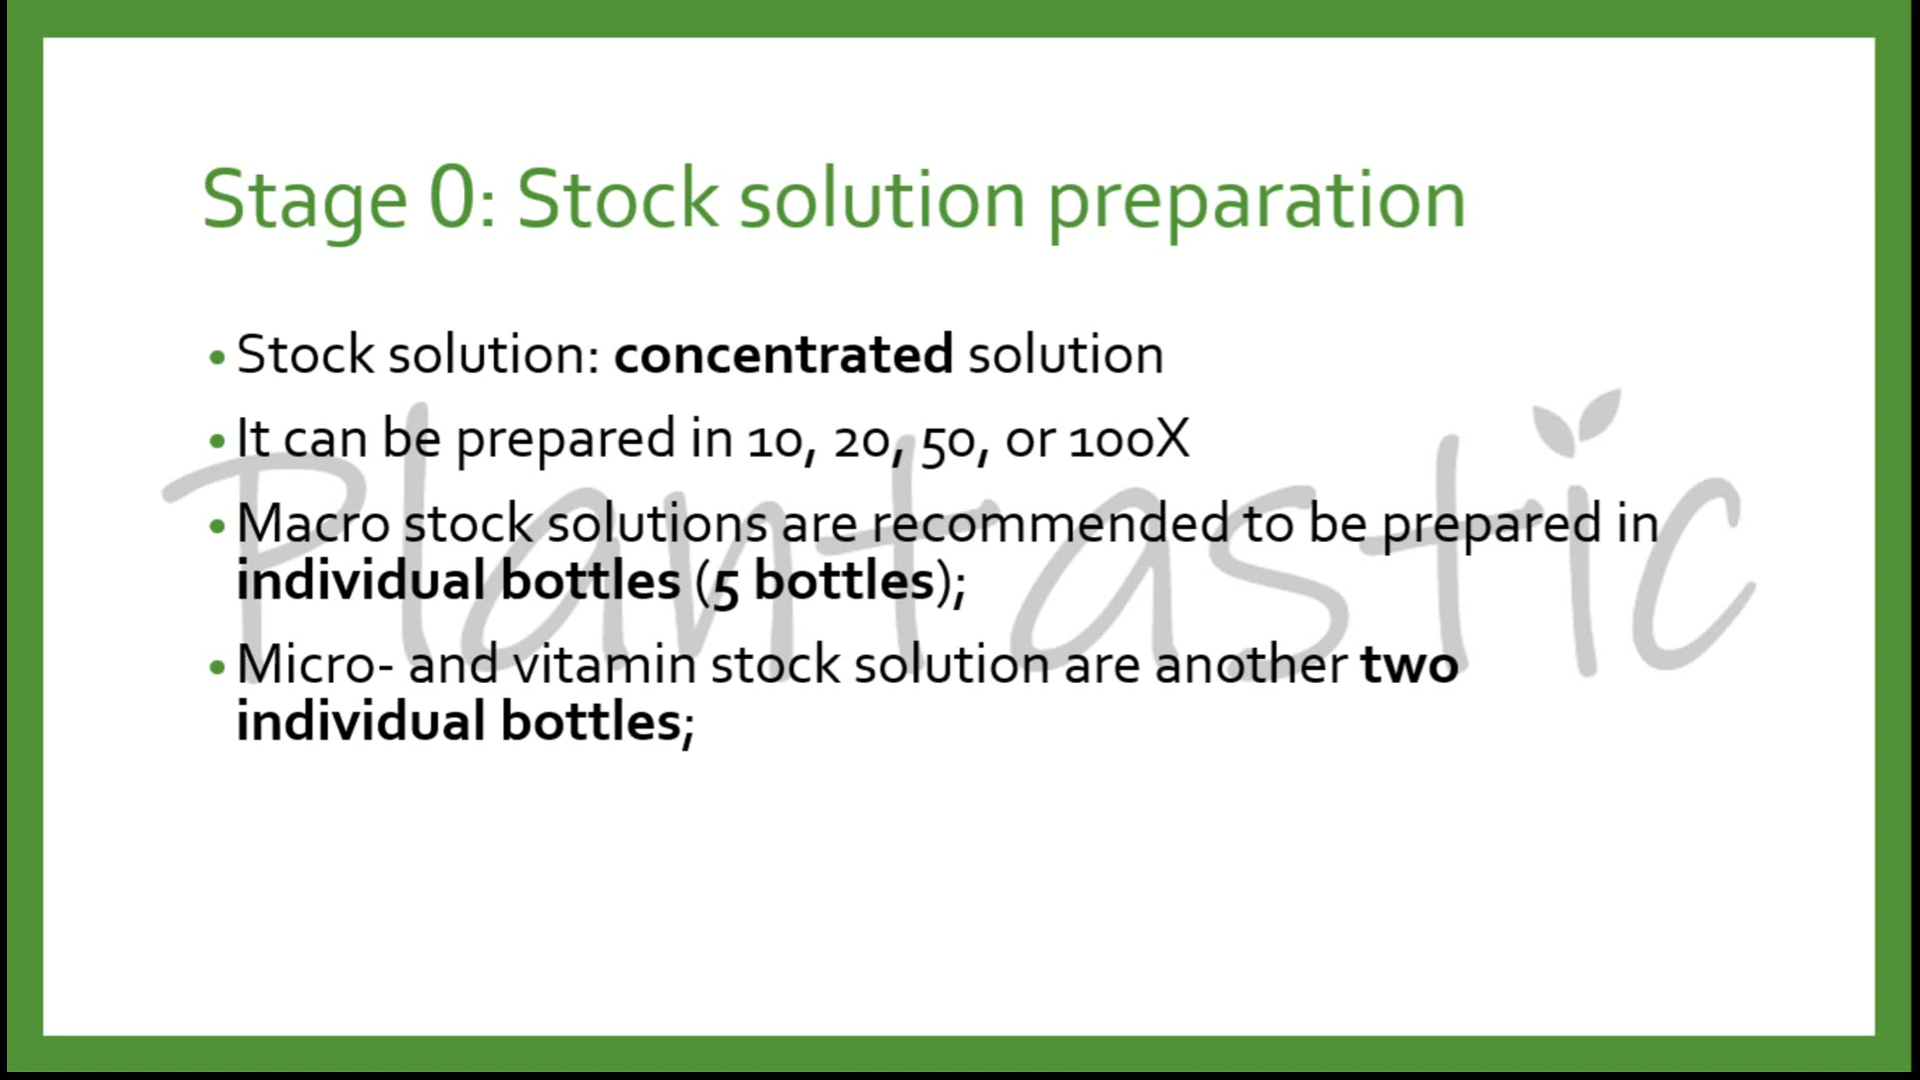 Stage 0: Stock solution preparation
• Stock solution: concentrated solution
• It can be prepared in 10, 20, 50, or 100X
• Macro stock solutions are recommended to be prepared in
individual bottles (5 bottles);
• Micro- and vitamin stock solution are another two
individual bottles;
Plantastic